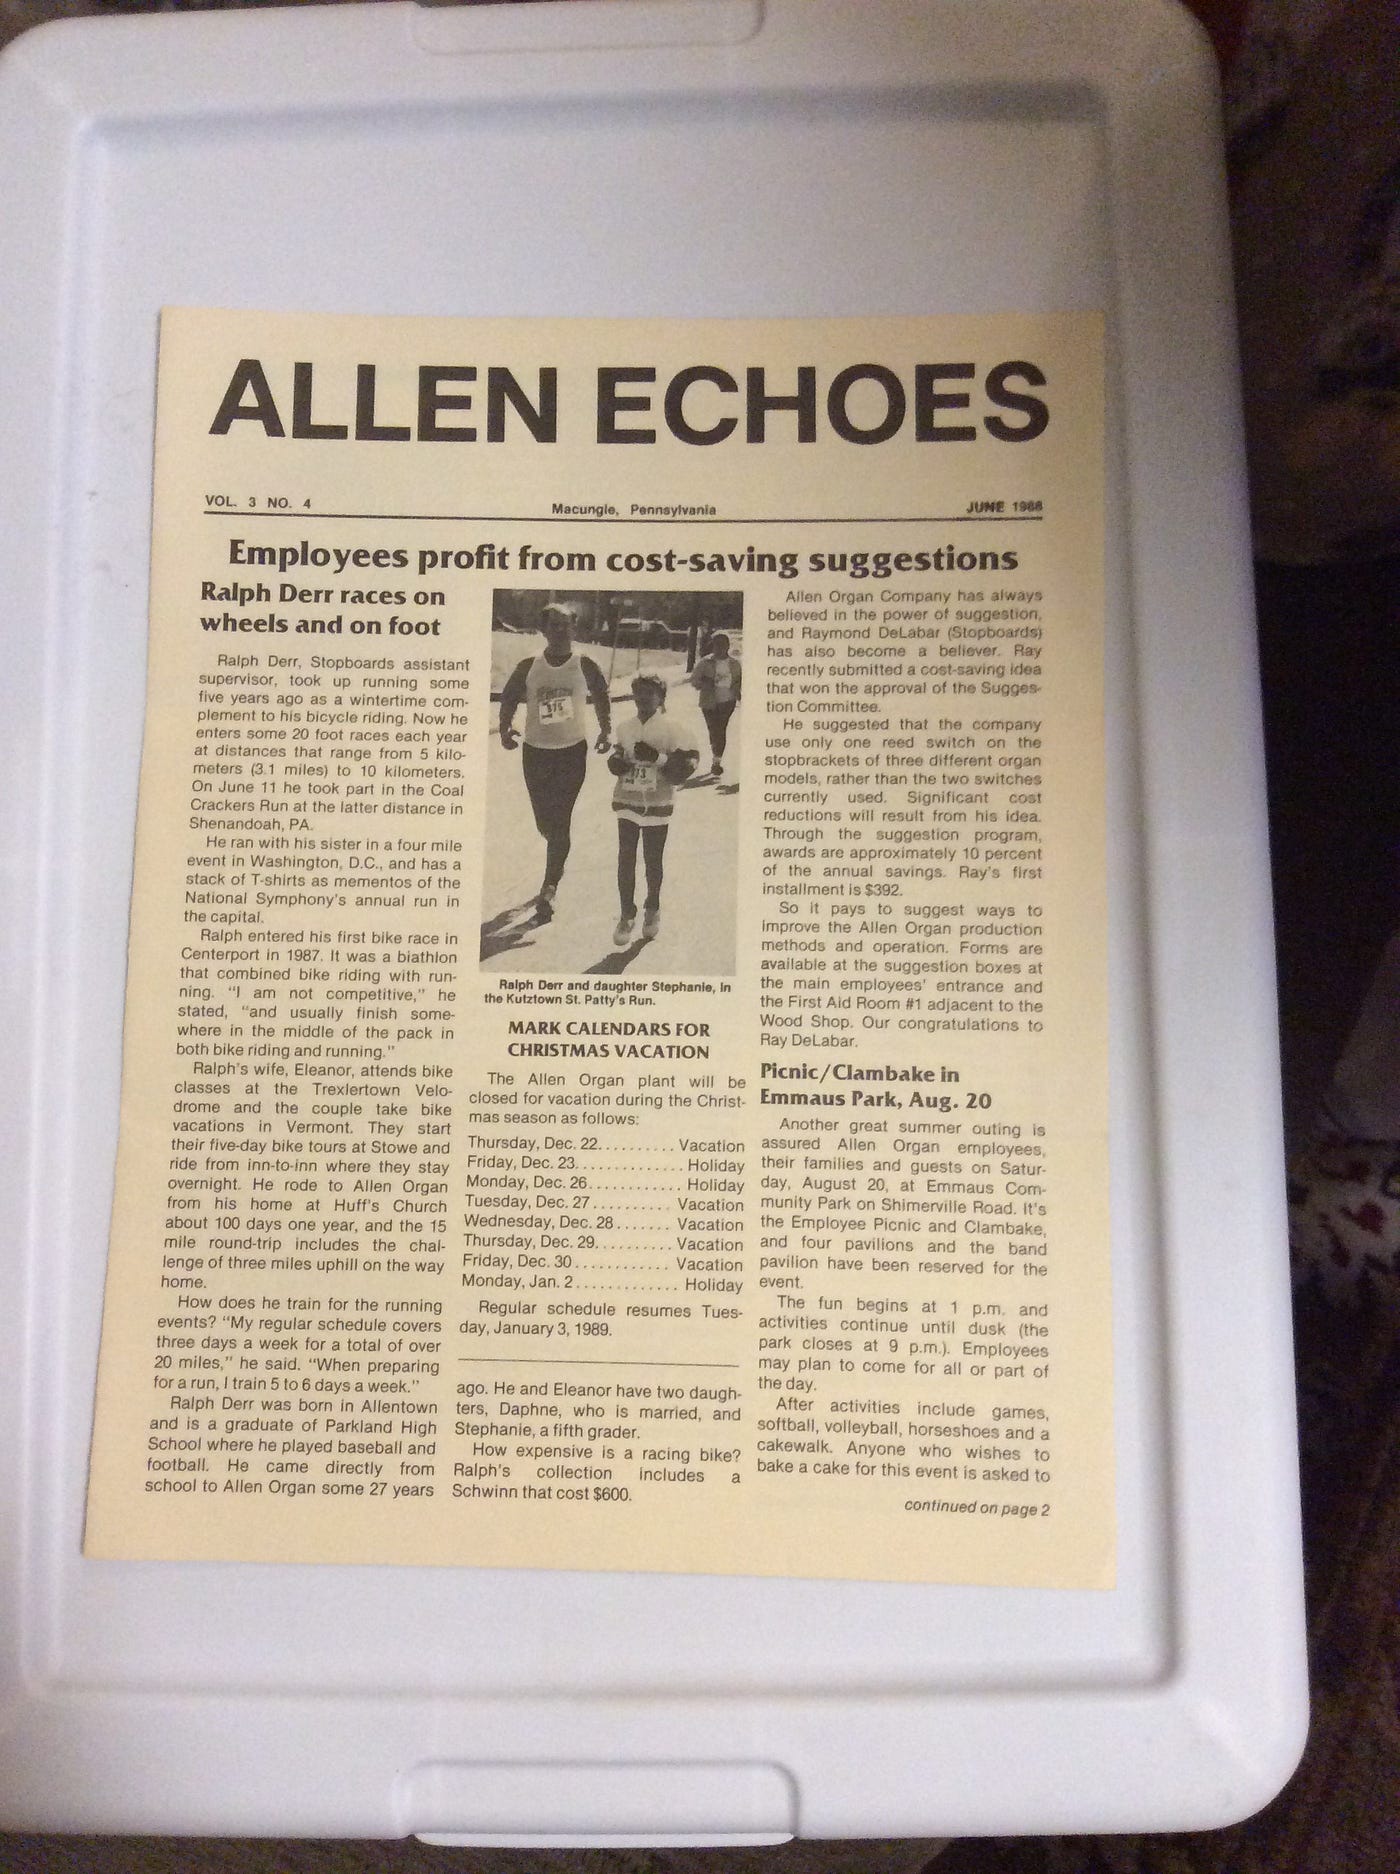 ALLEN ECHOES
VOL. 3 NO. 4
Macungie, Pennsylvania
JUNE 1988
Employees profit from cost-saving suggestions
Ralph Derr races on
wheels and on foot
Ralph Derr, Stopboards assistant
supervisor, took up running some
five years ago as a wintertime com-
plement to his bicycle riding. Now he
enters some 20 foot races each year
at distances that range from 5 kilo-
meters (3.1 miles) to 10 kilometers.
On June 11 he took part in the Coal
Crackers Run at the latter distance in
Shenandoah, PA.
He ran with his sister in a four mile
event in Washington, D.C., and has a
stack of T-shirts as mementos of the
National Symphony's annual run in
the capital.
Ralph entered his first bike race in
Centerport in 1987. It was a biathlon
that combined bike riding with run-
ning. "I am not competitive," he
stated, "and usually finish some-
where in the middle of the pack in
both bike riding and running."
Ralph's wife, Eleanor, attends bike
classes at the Trexlertown Velo-
drome and the couple take bike
vacations in Vermont. They start
their five-day bike tours at Stowe and
ride from inn-to-inn where they stay
overnight. He rode to Allen Organ
from his home at Huff's Church
about 100 days one year, and the 15
mile round-trip includes the chal-
lenge of three miles uphill on the way
home.
How does he train for the running
events? "My regular schedule covers
three days a week for a total of over
20 miles," he said. "When preparing
for a run, I train 5 to 6 days a week."
Ralph Derr was born in Allentown
and is a graduate of Parkland High
School where he played baseball and
football. He came directly from
school to Allen Organ some 27 years
Ralph Derr and daughter Stephanie, in
the Kutztown St. Patty's Run.
MARK CALENDARS FOR
CHRISTMAS VACATION
The Allen Organ plant will be
closed for vacation during the Christ-
mas season as follows:
Thursday, Dec. 22.......... Vacation
Friday, Dec. 23............. Holiday
Monday, Dec. 26............ Holiday
Tuesday, Dec. 27.......... Vacation
Wednesday, Dec. 28....... Vacation
Thursday, Dec. 29.......... Vacation
Friday, Dec. 30............ Vacation
Monday, Jan. 2............. Holiday
Regular schedule resumes Tues-
day, January 3, 1989.
ago. He and Eleanor have two daugh-
ters, Daphne, who is married, and
Stephanie, a fifth grader.
How expensive is a racing bike?
Ralph's collection includes a
Schwinn that cost $600.
Allen Organ Company has always
believed in the power of suggestion,
and Raymond DeLabar (Stopboards)
has also become a believer. Ray
recently submitted a cost-saving idea
that won the approval of the Sugges-
tion Committee.
He suggested that the company
use only one reed switch on the
stopbrackets of three different organ
models, rather than the two switches
currently used. Significant cost
reductions will result from his idea.
Through the suggestion program,
awards are approximately 10 percent
of the annual savings. Ray's first
installment is $392.
So it pays to suggest ways to
improve the Allen Organ production
methods and operation. Forms are
available at the suggestion boxes at
the main employees' entrance and
the First Aid Room #1 adjacent to the
Wood Shop. Our congratulations to
Ray DeLabar.
Picnic/Clambake in
Emmaus Park, Aug. 20
Another great summer outing is
assured Allen Organ employees,
their families and guests on Satur-
day, August 20, at Emmaus Com-
munity Park on Shimerville Road. It's
the Employee Picnic and Clambake,
and four pavilions and the band
pavilion have been reserved for the
event.
The fun begins at 1 p.m. and
activities continue until dusk (the
park closes at 9 p.m.). Employees
may plan to come for all or part of
the day.
After activities include games,
softball, volleyball, horseshoes and a
cakewalk. Anyone who wishes to
bake a cake for this event is asked to
continued on page 2